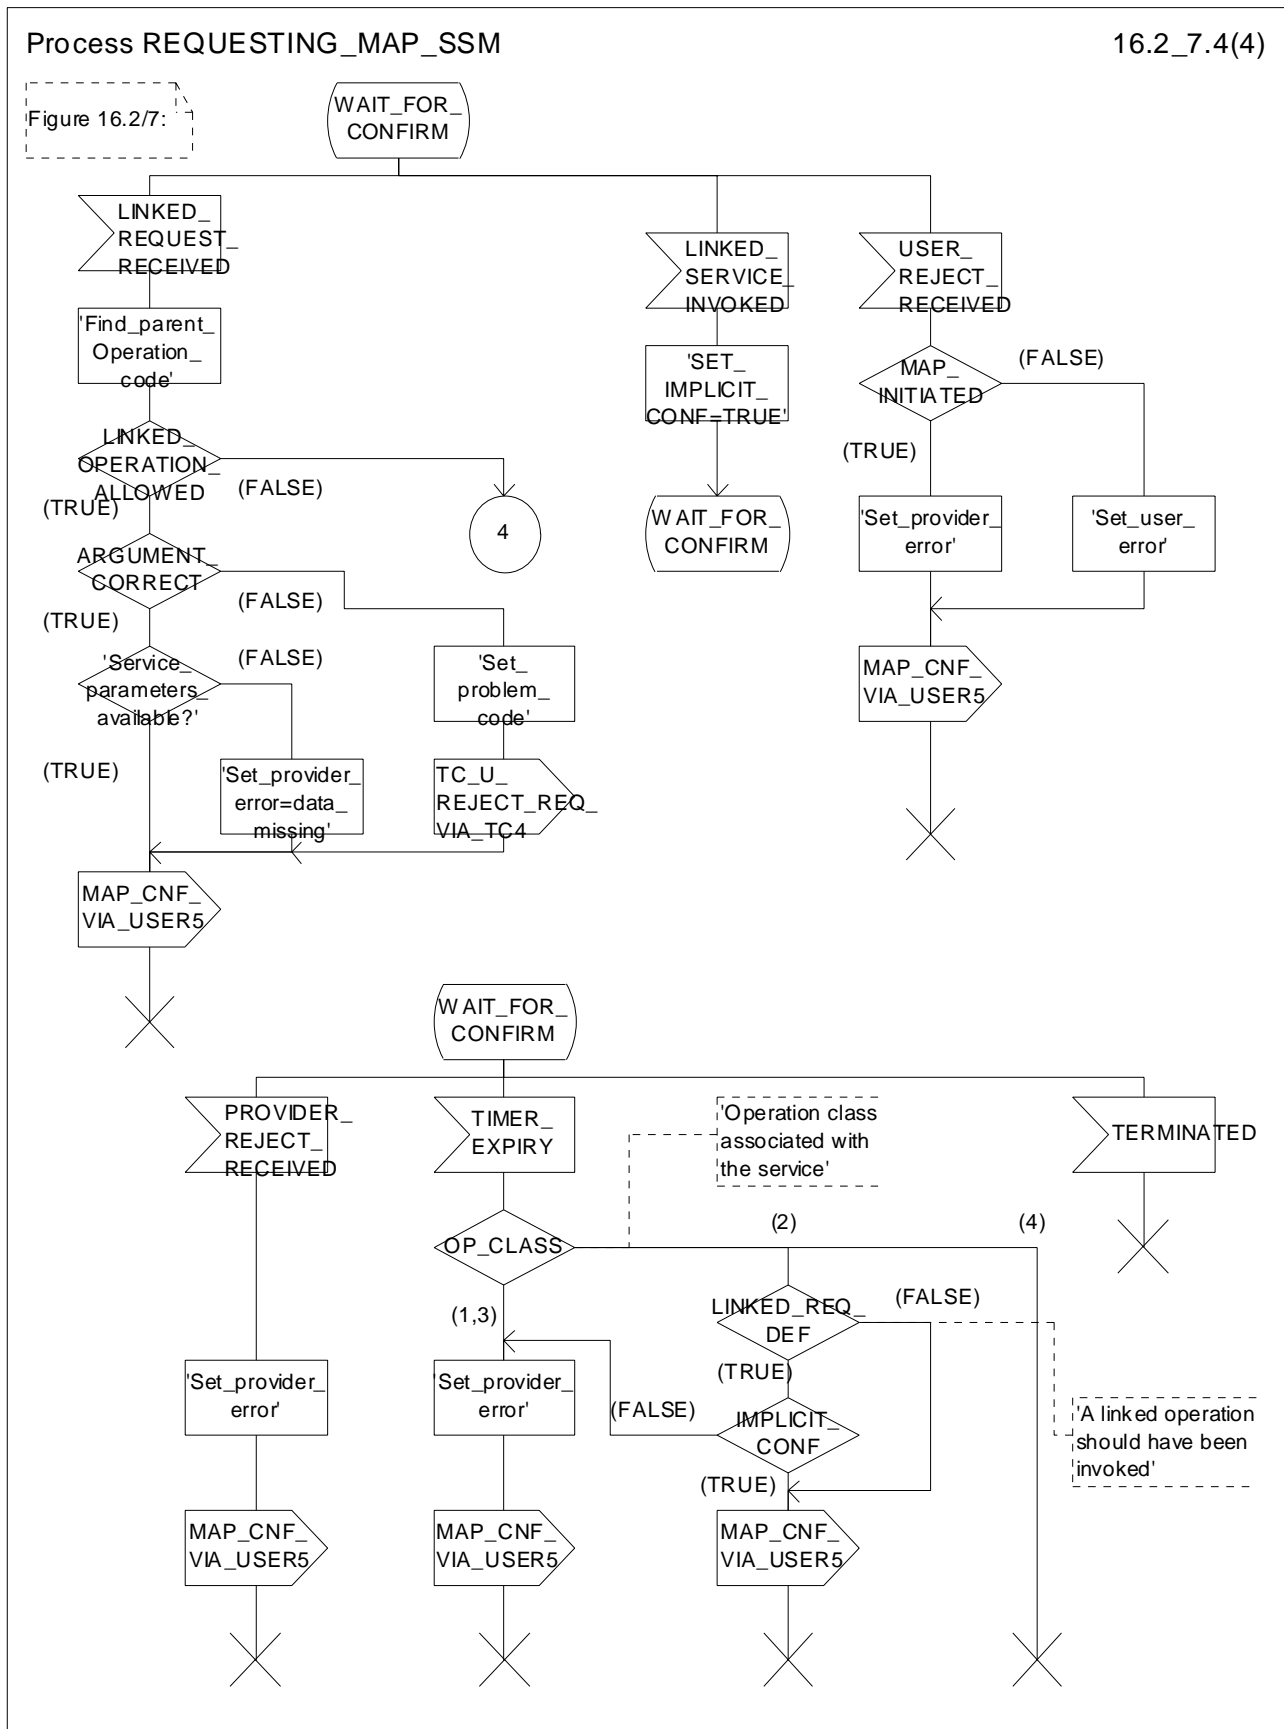 Process REQUESTING_MAP_SSM
16.2_7.4(4)
Figure 16.2/7:
WAIT_FOR_
CONFIRM
LINKED_
REQUEST_
RECEIVED
LINKED_
SERVICE_
INVOKED
USER_
REJECT_
RECEIVED
'Find_parent_
Operation_
code'
'SET_
IMPLICIT_
CONF=TRUE'
MAP_
INITIATED
(FALSE)
(TRUE)
LINKED_
OPERATION_
ALLOWED
(FALSE)
(TRUE)
4
WAIT_FOR_
CONFIRM
'Set_provider_
error'
'Set_user_
error'
ARGUMENT_
CORRECT
(FALSE)
(TRUE)
'Service_
parameters_
available?'
(FALSE)
(TRUE)
'Set_
problem_
code'
MAP_CNF_
VIA_USER5
'Set_provider_
error=data_
missing'
TC_U_
REJECT_REQ_
VIA_TC4
MAP_CNF_
VIA_USER5
WAIT_FOR_
CONFIRM
PROVIDER_
REJECT_
RECEIVED
TIMER_
EXPIRY
'Operation class
associated with
the service'
TERMINATED
OP_CLASS
(2)
(4)
(1,3)
LINKED_REQ_
DEF
(FALSE)
(TRUE)
'Set_provider_
error'
'Set_provider_
error'
(FALSE)
IMPLICIT_
CONF
(TRUE)
'A linked operation
should have been
invoked'
MAP_CNF_
VIA_USER5
MAP_CNF_
VIA_USER5
MAP_CNF_
VIA_USER5